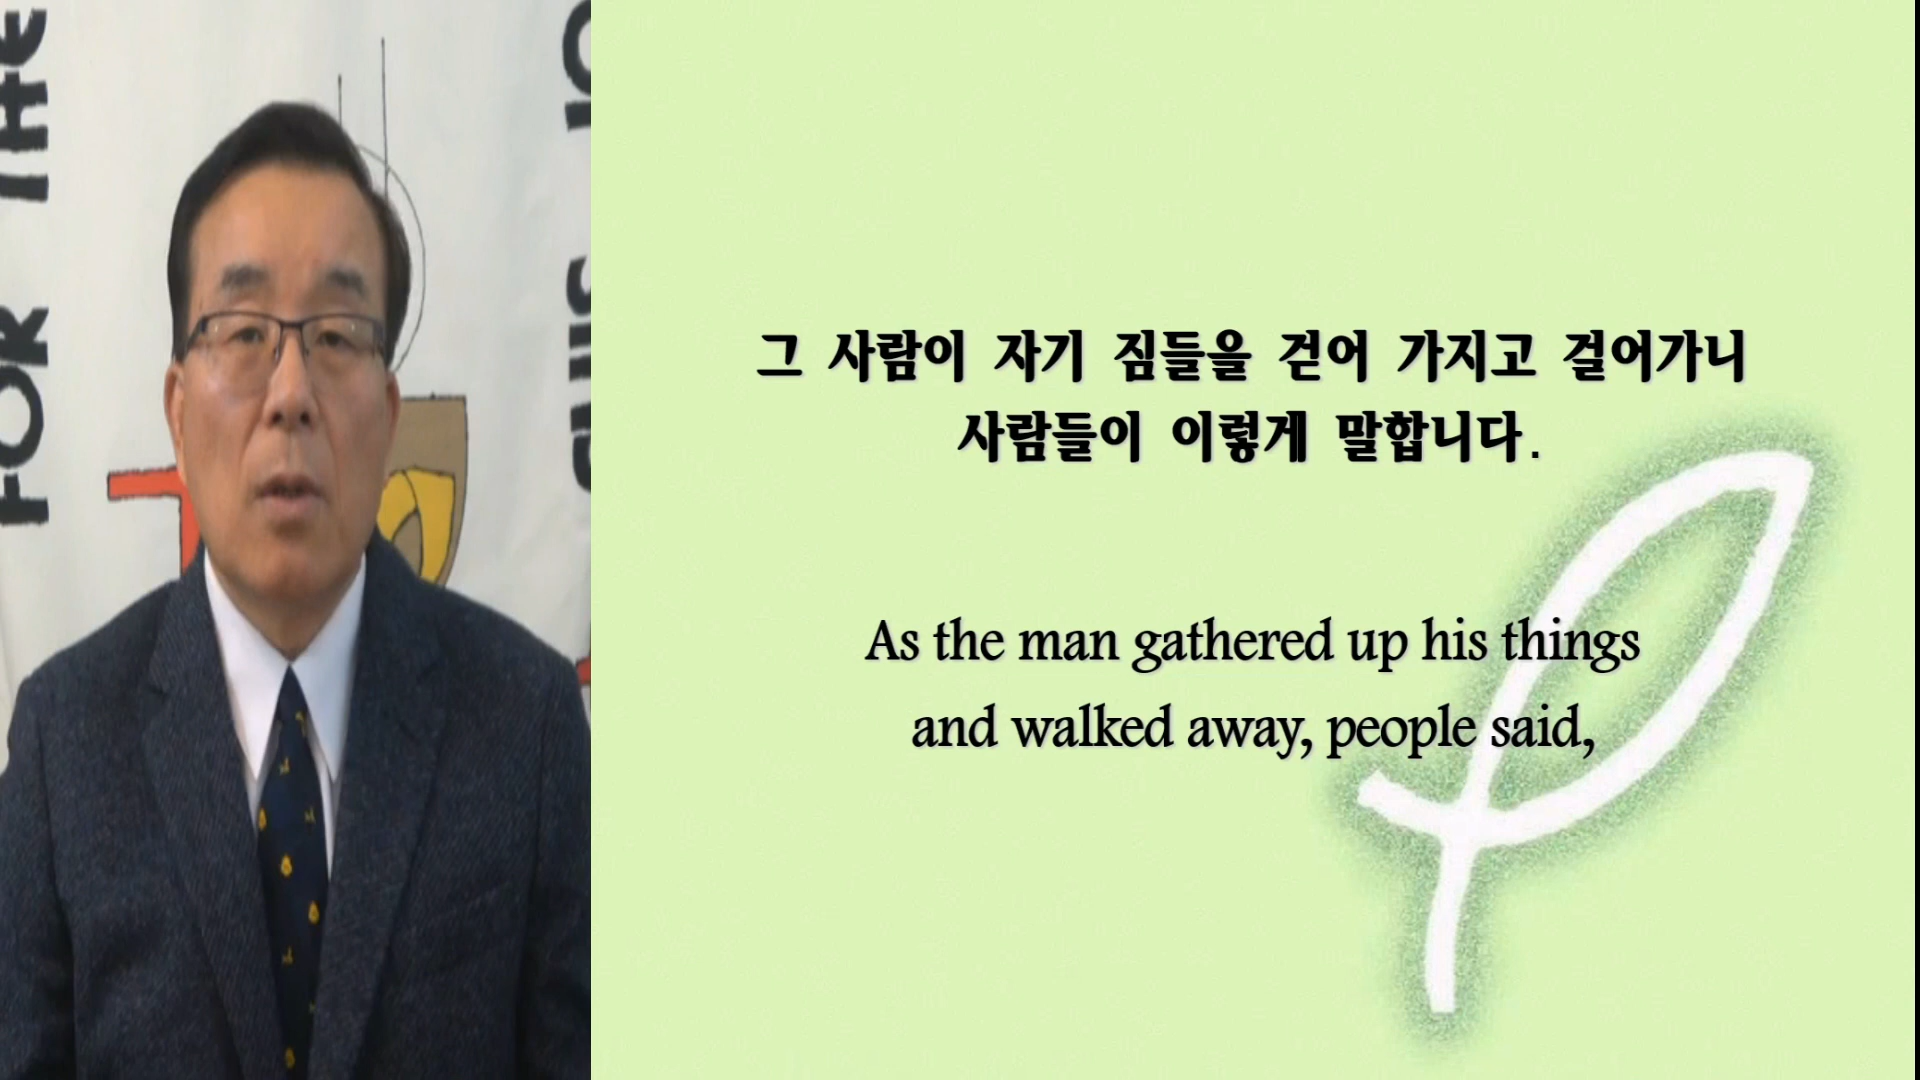 FOR THE
그 사람이 자기 짐들을 걷어 가지고 걸어가니
사람들이 이렇게 말합니다.
As the man gathered up his things
and walked away, people said,